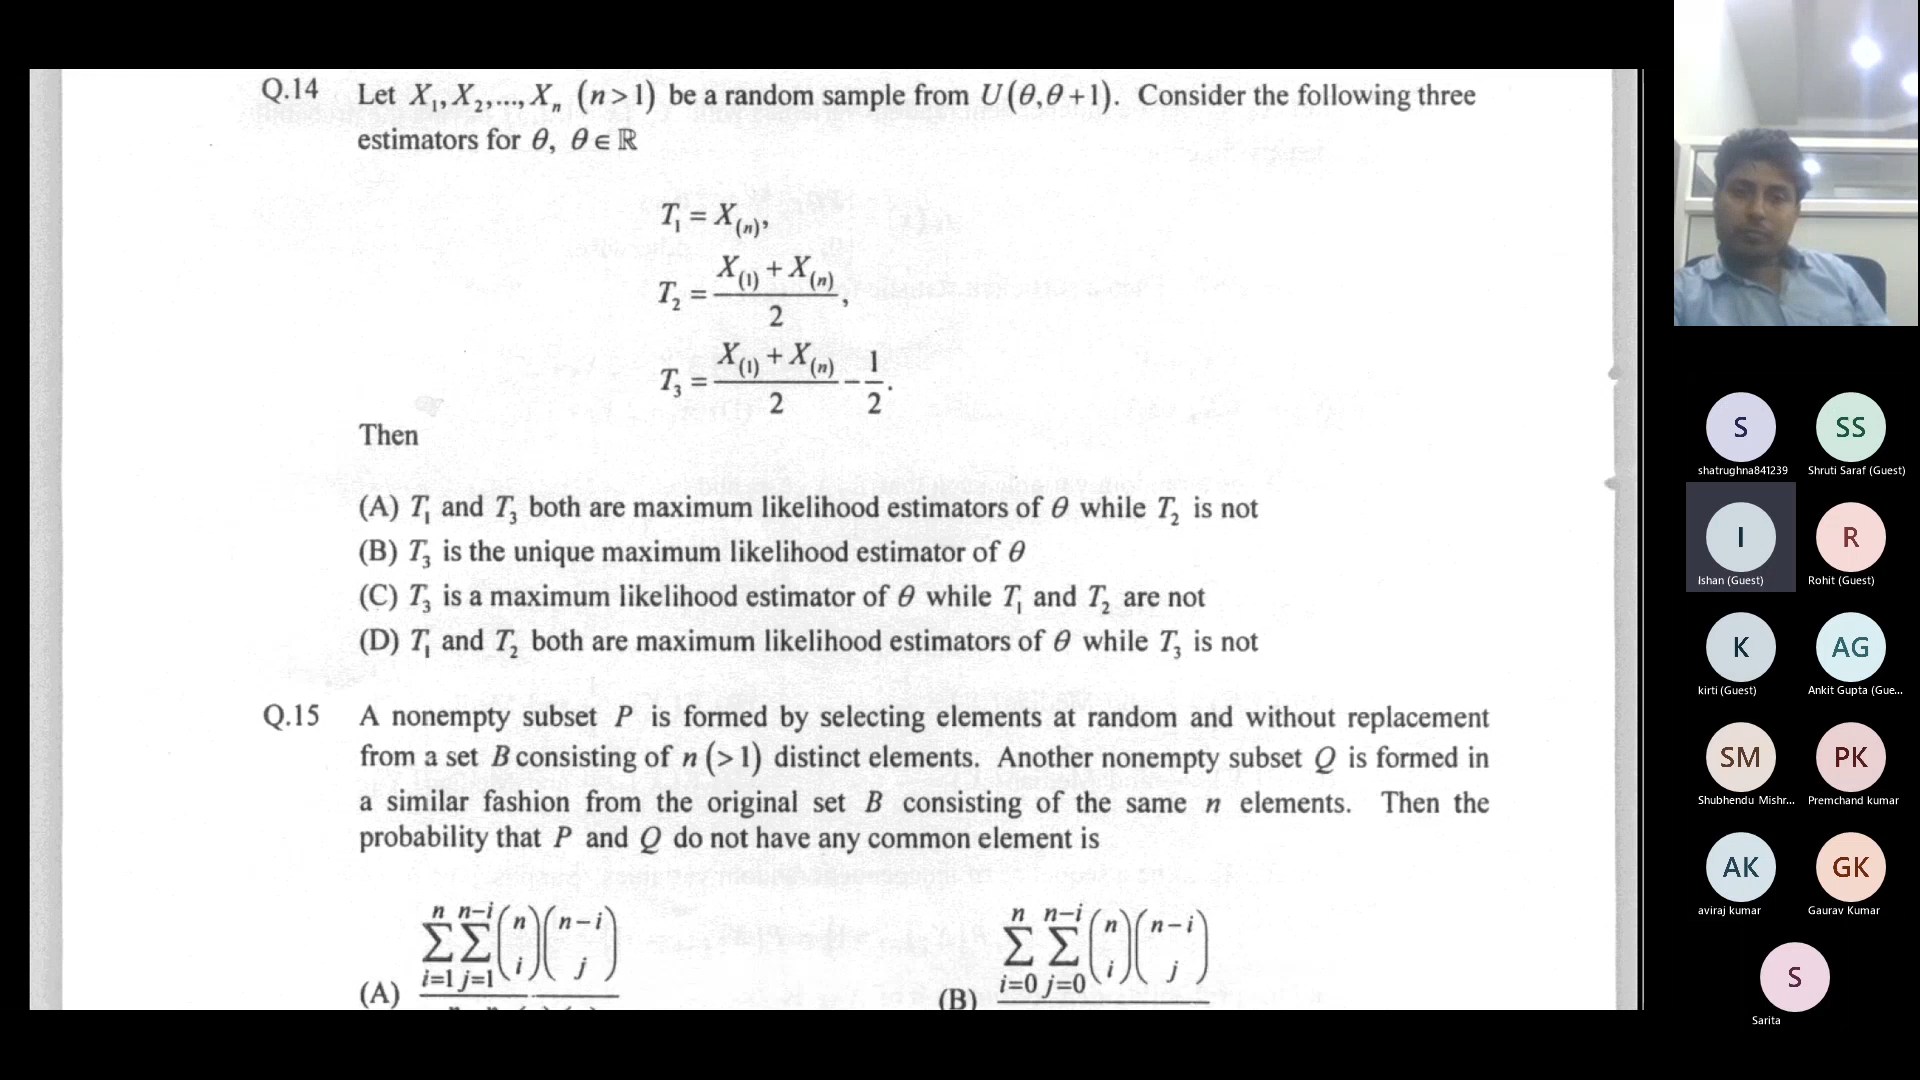 Q.14 Let X₁, X₂,..., Xₙ (n>1) be a random sample from U(θ,θ+1). Consider the following three
estimators for θ, θ∈ℝ
T₁ = X₍ₙ₎,
T₂ = (X₍₁₎ + X₍ₙ₎)/2,
T₃ = (X₍₁₎ + X₍ₙ₎)/2 − 1/2.
Then
(A) T₁ and T₃ both are maximum likelihood estimators of θ while T₂ is not
(B) T₃ is the unique maximum likelihood estimator of θ
(C) T₃ is a maximum likelihood estimator of θ while T₁ and T₂ are not
(D) T₁ and T₂ both are maximum likelihood estimators of θ while T₃ is not
Q.15 A nonempty subset P is formed by selecting elements at random and without replacement
from a set B consisting of n (>1) distinct elements. Another nonempty subset Q is formed in
a similar fashion from the original set B consisting of the same n elements. Then the
probability that P and Q do not have any common element is
(A) n n−i ∑∑ i=1 j=1 (n i)(n−i j) (B) n n−i ∑∑ i=0 j=0 (n i)(n−i j)
S SS
shatrughna841239 Shruti Saraf (Guest)
I R
Ishan (Guest) Rohit (Guest)
K AG
kirti (Guest) Ankit Gupta (Gue...
SM PK
Shubhendu Mishr... Premchand kumar
AK GK
aviraj kumar Gaurav Kumar
S
Sarita